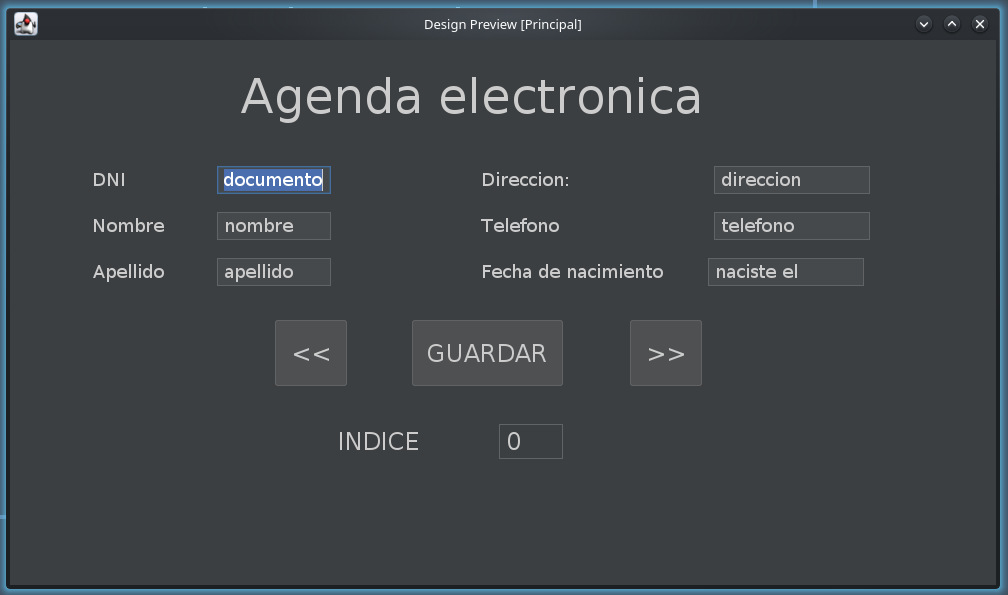 Design Preview [Principal]
Agenda electronica
DNI documento Direccion: direccion
Nombre nombre Telefono telefono
Apellido apellido Fecha de nacimiento naciste el
<< GUARDAR >>
INDICE 0